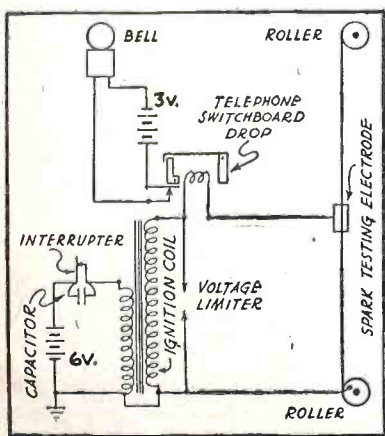 BELL
ROLLER
3V.
TELEPHONE
SWITCHBOARD
DROP
SPARK TESTING ELECTRODE
INTERRUPTER
CAPACITOR
IGNITION COIL
VOLTAGE
LIMITER
6V.
ROLLER